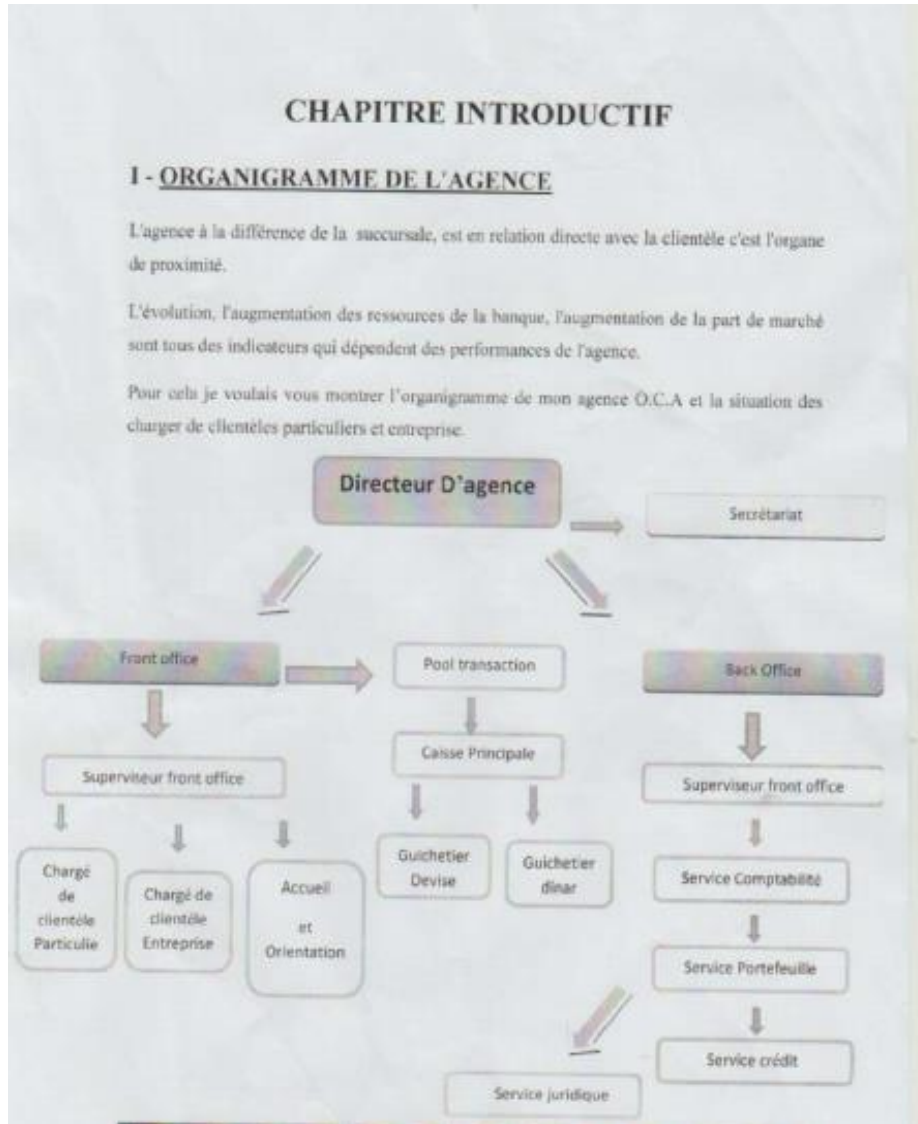 CHAPITRE INTRODUCTIF
I - ORGANIGRAMME DE L'AGENCE
L'agence à la différence de la succursale, est en relation directe avec la clientèle c'est l'organe
de proximité.
L'évolution, l'augmentation des ressources de la banque, l'augmentation de la part de marché
sont tous des indicateurs qui dépendent des performances de l'agence.
Pour cela je voulais vous montrer l'organigramme de mon agence O.C.A et la situation des
charger de clientèles particuliers et entreprise.
Directeur D'agence
Secrétariat
Front office
Pool transaction
Back Office
Caisse Principale
Superviseur front office
Superviseur front office
Guichetier
Devise
Guichetier
dinar
Chargé
de
clientèle
Particulie
Chargé de
clientèle
Entreprise
Accueil
et
Orientation
Service Comptabilité
Service Portefeuille
Service crédit
Service juridique